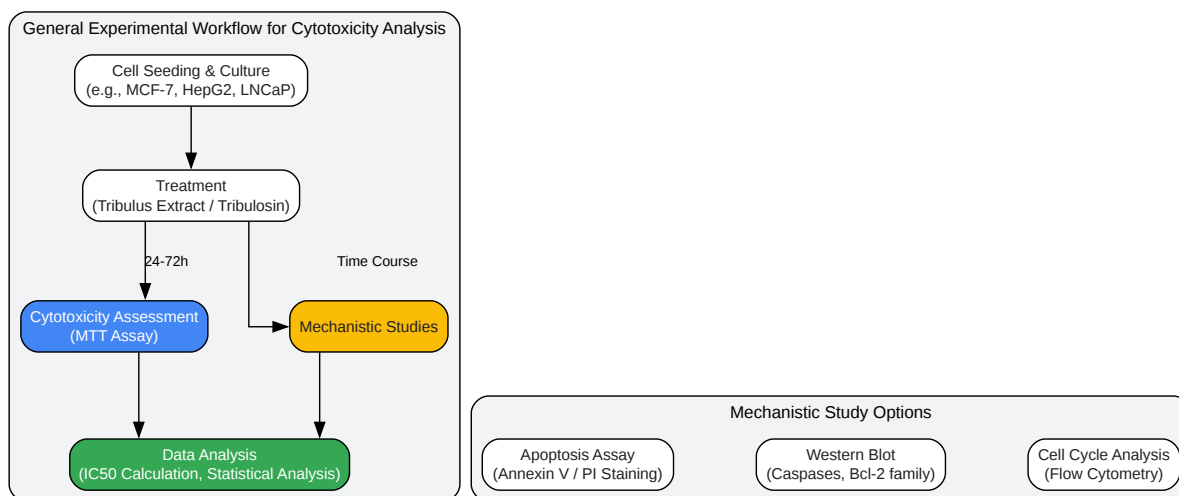 General Experimental Workflow for Cytotoxicity Analysis
Cell Seeding & Culture
(e.g., MCF-7, HepG2, LNCaP)
Treatment
(Tribulus Extract / Tribulosin)
24-72h
Time Course
Cytotoxicity Assessment
(MTT Assay)
Mechanistic Studies
Data Analysis
(IC50 Calculation, Statistical Analysis)
Mechanistic Study Options
Apoptosis Assay
(Annexin V / PI Staining)
Western Blot
(Caspases, Bcl-2 family)
Cell Cycle Analysis
(Flow Cytometry)